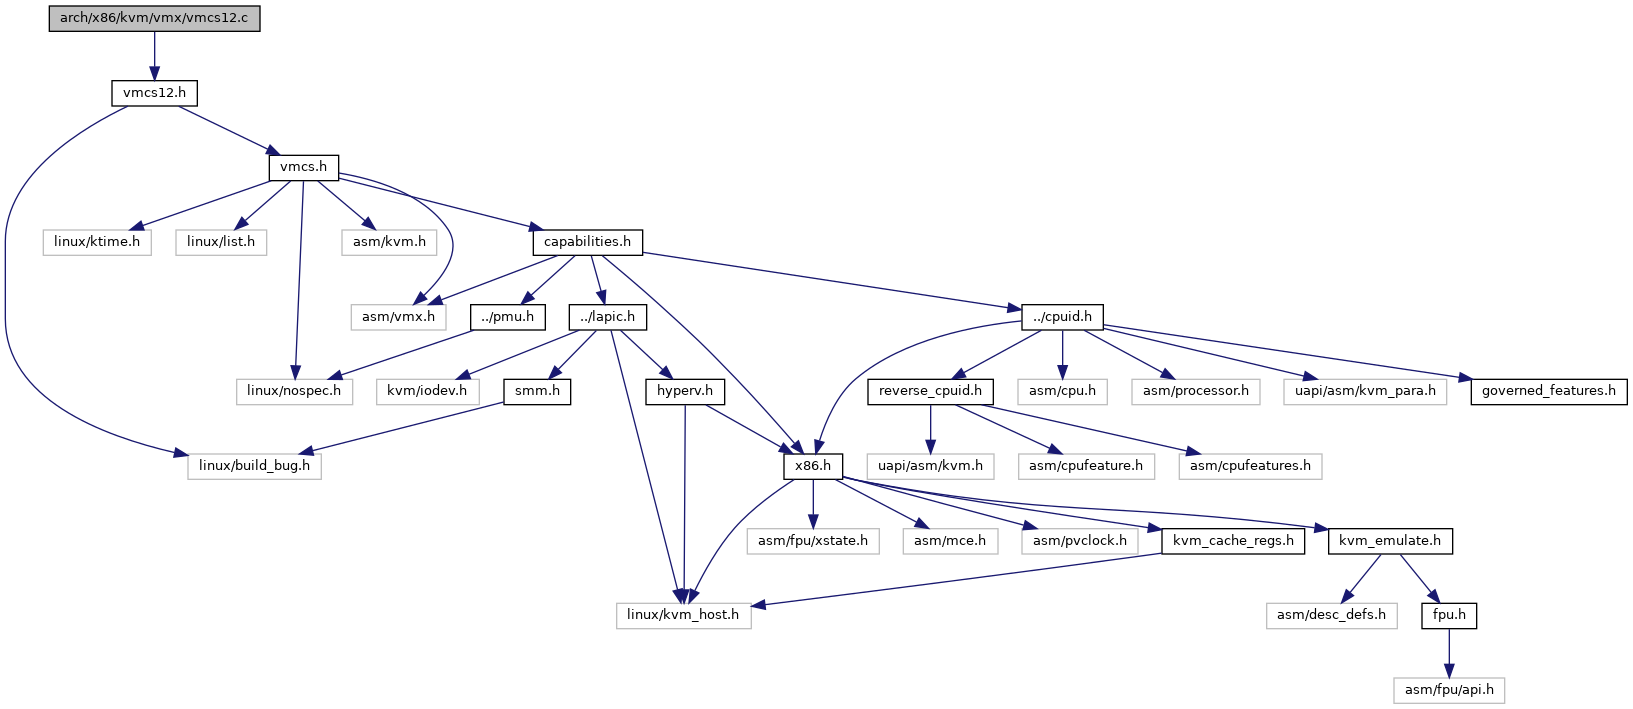 arch/x86/kvm/vmx/vmcs12.c
vmcs12.h
vmcs.h
linux/ktime.h
linux/list.h
asm/kvm.h
capabilities.h
asm/vmx.h
../pmu.h
../lapic.h
../cpuid.h
linux/nospec.h
kvm/iodev.h
smm.h
hyperv.h
reverse_cpuid.h
asm/cpu.h
asm/processor.h
uapi/asm/kvm_para.h
governed_features.h
linux/build_bug.h
x86.h
uapi/asm/kvm.h
asm/cpufeature.h
asm/cpufeatures.h
asm/fpu/xstate.h
asm/mce.h
asm/pvclock.h
kvm_cache_regs.h
kvm_emulate.h
linux/kvm_host.h
asm/desc_defs.h
fpu.h
asm/fpu/api.h